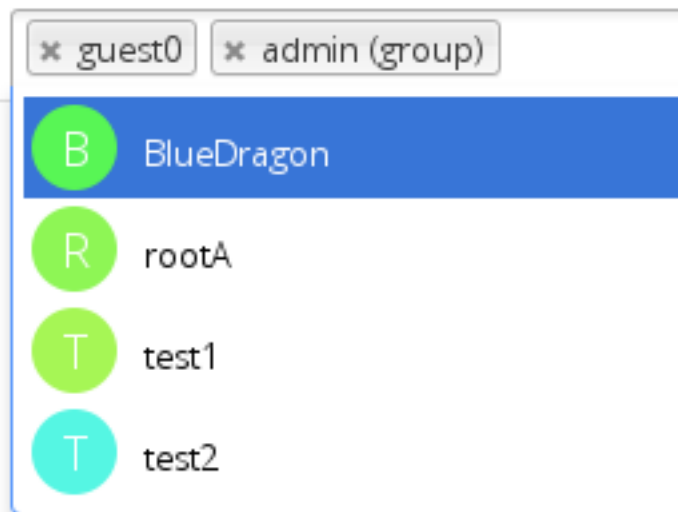 × guest0 × admin (group)
B BlueDragon
R rootA
T test1
T test2